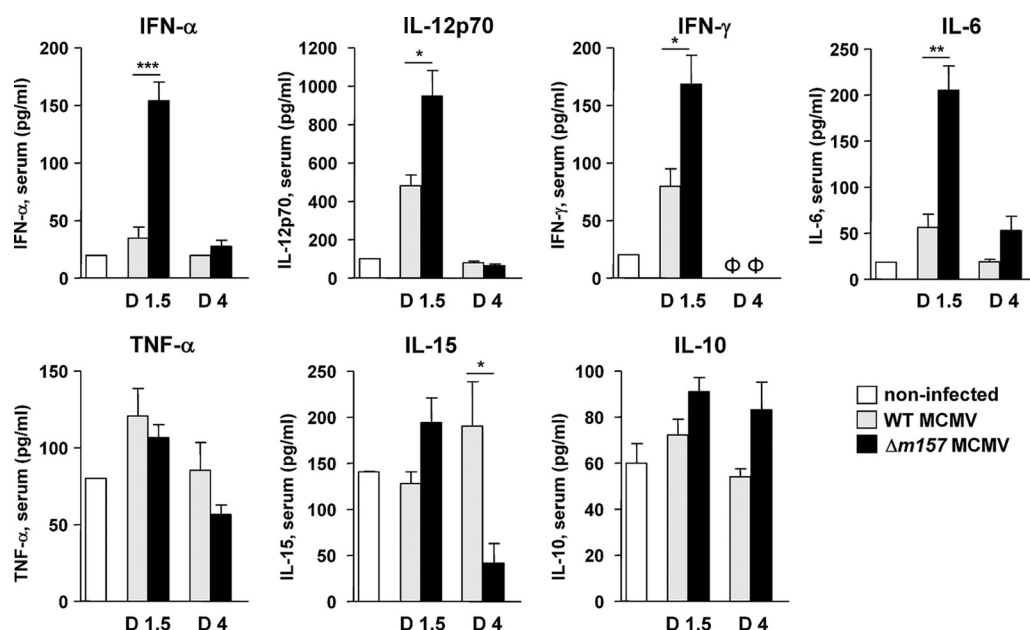 IFN-α
IFN-α, serum (pg/ml)
200
150
100
50
0
***
D 1.5
D 4
IL-12p70
IL-12p70, serum (pg/ml)
1200
1000
800
600
400
200
0
*
D 1.5
D 4
IFN-γ
IFN-γ, serum (pg/ml)
200
150
100
50
0
*
Φ Φ
D 1.5
D 4
IL-6
IL-6, serum (pg/ml)
250
200
150
100
50
0
**
D 1.5
D 4
TNF-α
TNF-α, serum (pg/ml)
150
100
50
0
D 1.5
D 4
IL-15
IL-15, serum (pg/ml)
250
200
150
100
50
0
*
D 1.5
D 4
IL-10
IL-10, serum (pg/ml)
100
80
60
40
20
0
D 1.5
D 4
non-infected
WT MCMV
Δm157 MCMV